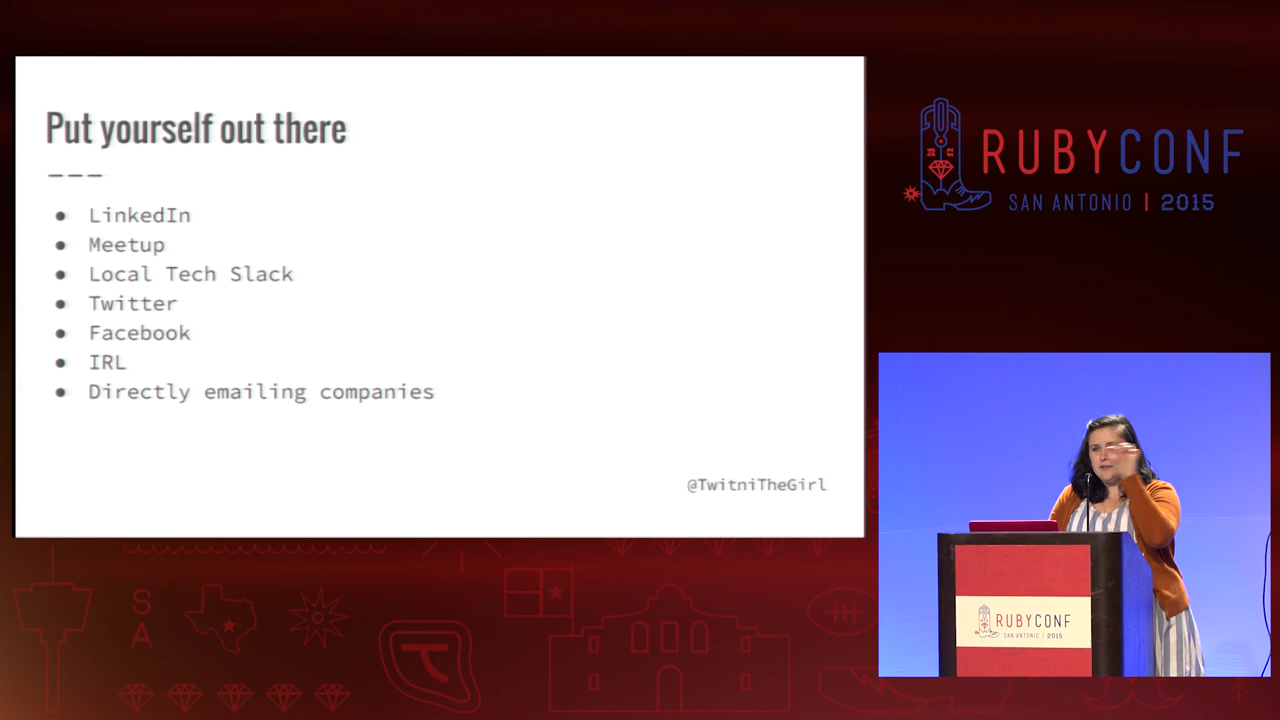 Put yourself out there
LinkedIn
Meetup
Local Tech Slack
Twitter
Facebook
IRL
Directly emailing companies
@TwitniTheGirl
RUBYCONF
SAN ANTONIO | 2015
RUBYCONF
SAN ANTONIO | 2015
S
A